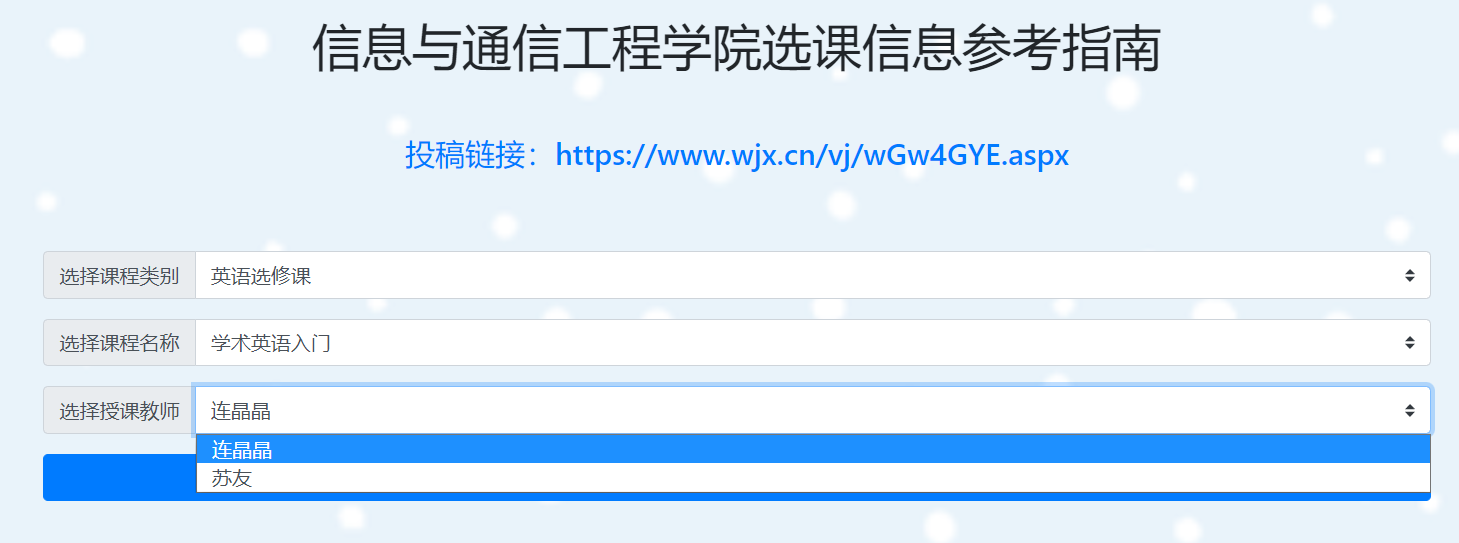 信息与通信工程学院选课信息参考指南
投稿链接：https://www.wjx.cn/vj/wGw4GYE.aspx
选择课程类别 英语选修课
选择课程名称 学术英语入门
选择授课教师 连晶晶
连晶晶
苏友